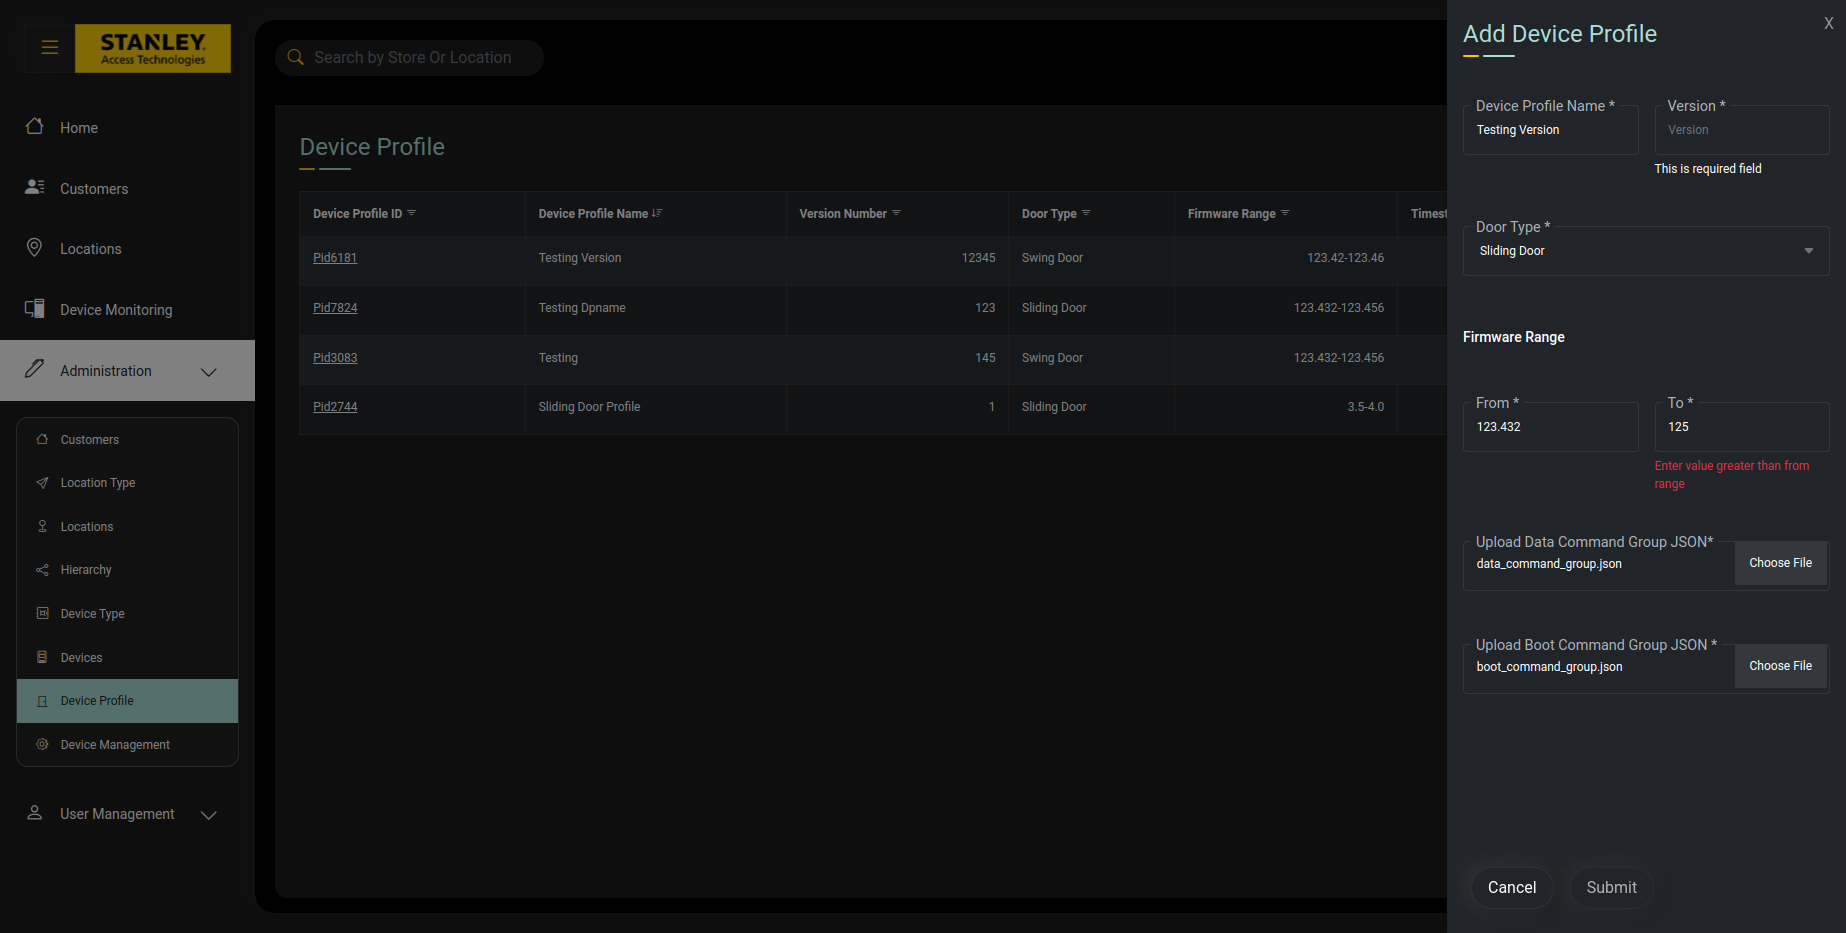 STANLEY.
Access Technologies
Search by Store Or Location
Home
Customers
Locations
Device Monitoring
Administration
Customers
Location Type
Locations
Hierarchy
Device Type
Devices
Device Profile
Device Management
User Management
Device Profile
Device Profile ID Device Profile Name Version Number Door Type Firmware Range Timest
Pid6181 Testing Version 12345 Swing Door 123.42-123.46
Pid7824 Testing Dpname 123 Sliding Door 123.432-123.456
Pid3083 Testing 145 Swing Door 123.432-123.456
Pid2744 Sliding Door Profile 1 Sliding Door 3.5-4.0
X
Add Device Profile
Device Profile Name * Version *
Testing Version Version
This is required field
Door Type *
Sliding Door
Firmware Range
From * To *
123.432 125
Enter value greater than from
range
Upload Data Command Group JSON*
data_command_group.json Choose File
Upload Boot Command Group JSON *
boot_command_group.json Choose File
Cancel Submit